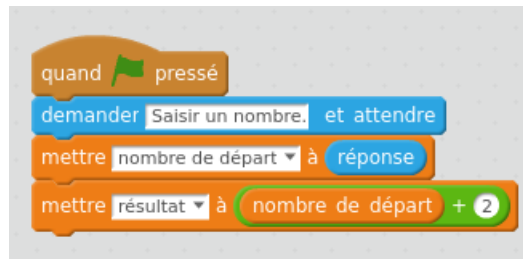 quand pressé
demander Saisir un nombre. et attendre
mettre nombre de départ à réponse
mettre résultat à nombre de départ + 2